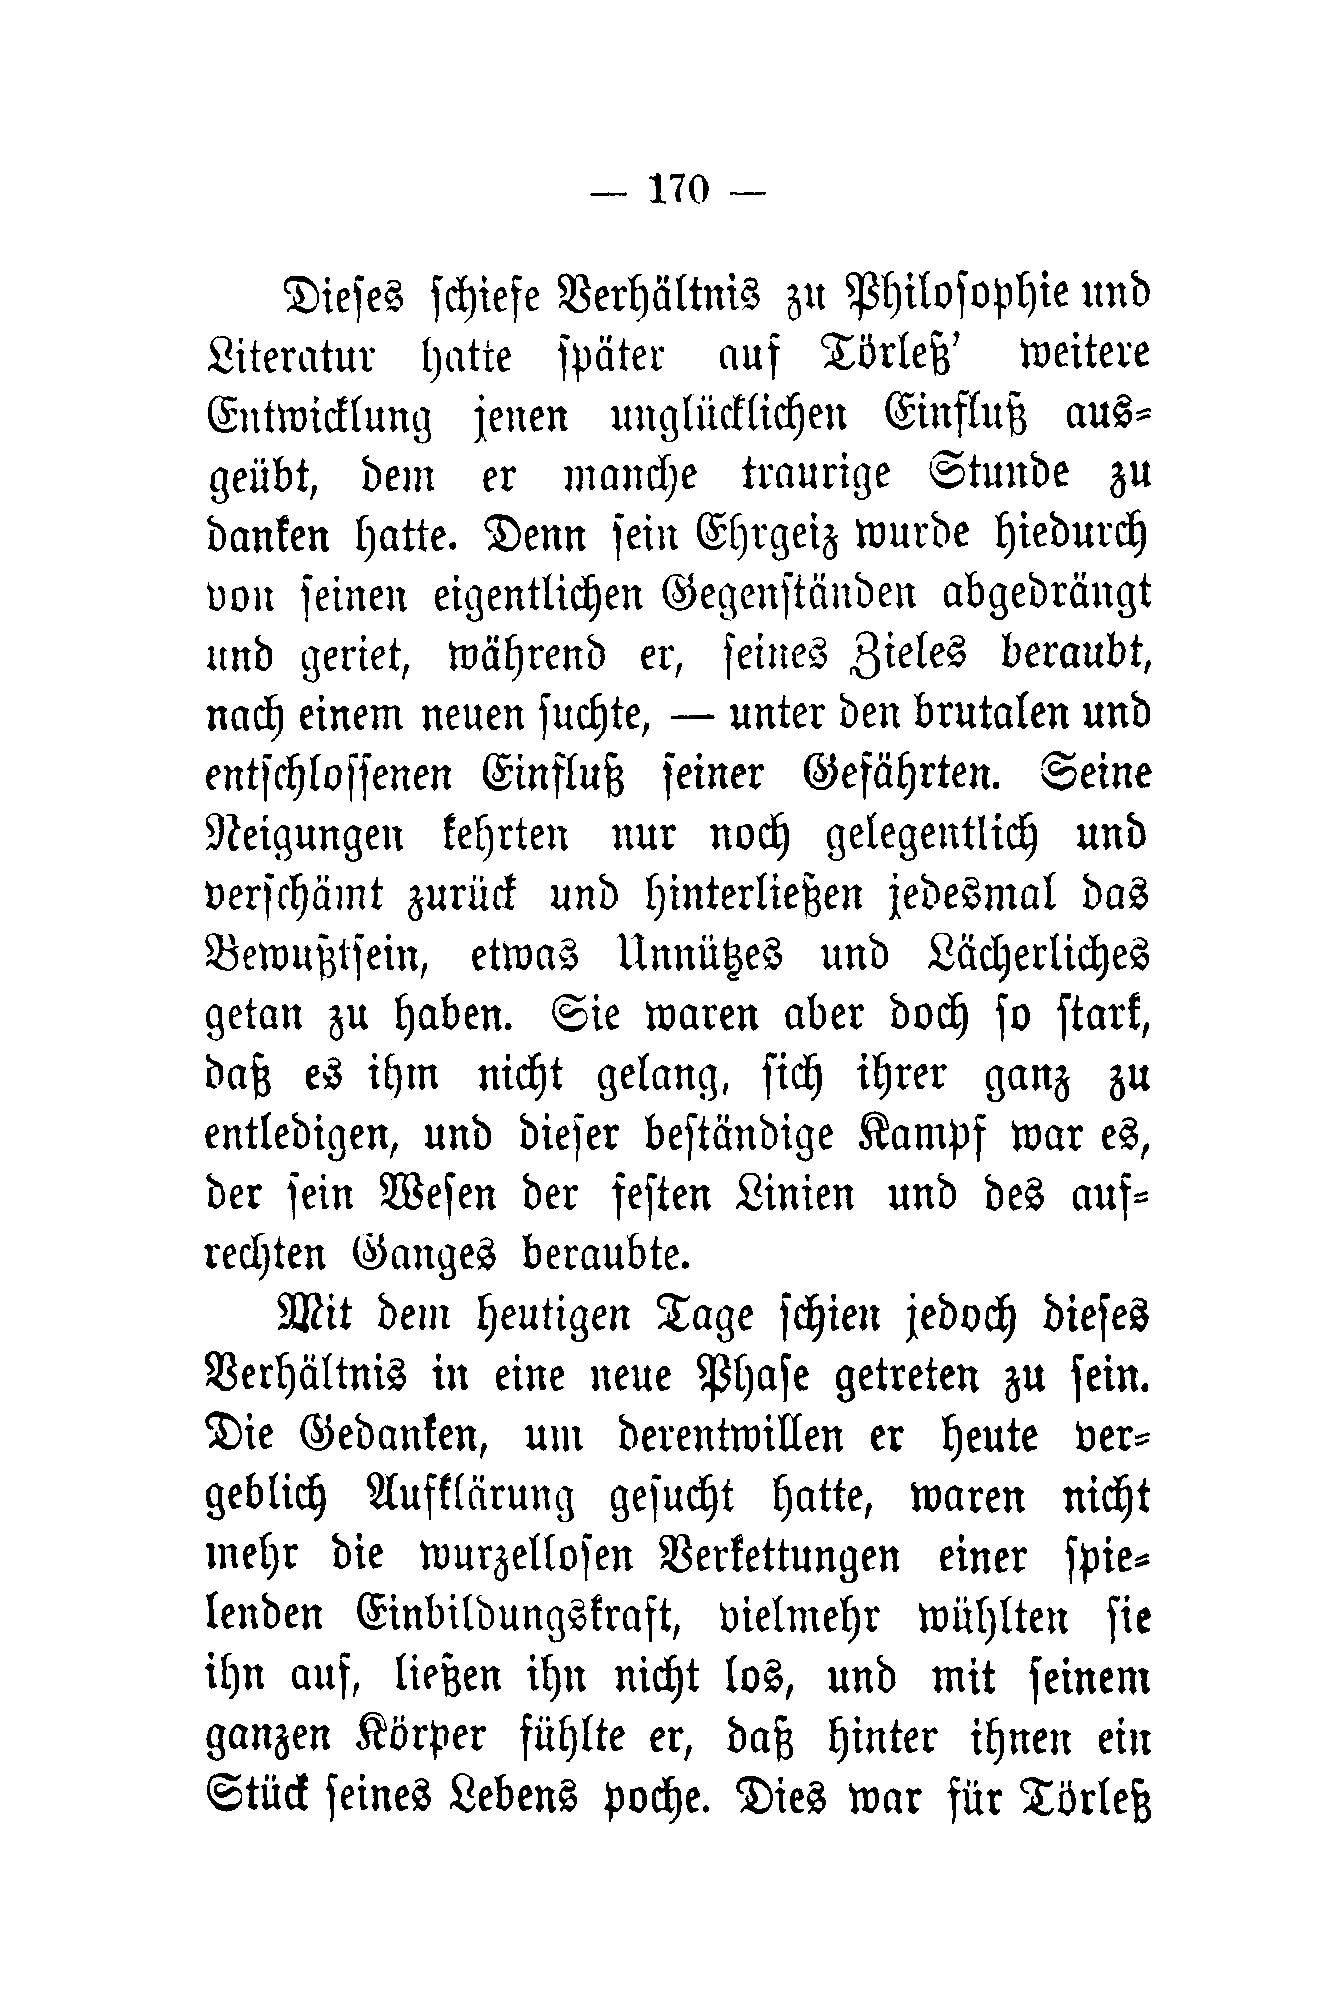 — 170 —
Dieses schiefe Verhältnis zu Philosophie und
Literatur hatte später auf Törleß' weitere
Entwicklung jenen unglücklichen Einfluß aus-
geübt, dem er manche traurige Stunde zu
danken hatte. Denn sein Ehrgeiz wurde hiedurch
von seinen eigentlichen Gegenständen abgedrängt
und geriet, während er, seines Zieles beraubt,
nach einem neuen suchte, — unter den brutalen und
entschlossenen Einfluß seiner Gefährten. Seine
Neigungen kehrten nur noch gelegentlich und
verschämt zurück und hinterließen jedesmal das
Bewußtsein, etwas Unnützes und Lächerliches
getan zu haben. Sie waren aber doch so stark,
daß es ihm nicht gelang, sich ihrer ganz zu
entledigen, und dieser beständige Kampf war es,
der sein Wesen der festen Linien und des auf-
rechten Ganges beraubte.
Mit dem heutigen Tage schien jedoch dieses
Verhältnis in eine neue Phase getreten zu sein.
Die Gedanken, um derentwillen er heute ver-
geblich Aufklärung gesucht hatte, waren nicht
mehr die wurzellosen Verkettungen einer spie-
lenden Einbildungskraft, vielmehr wühlten sie
ihn auf, ließen ihn nicht los, und mit seinem
ganzen Körper fühlte er, daß hinter ihnen ein
Stück seines Lebens poche. Dies war für Törleß